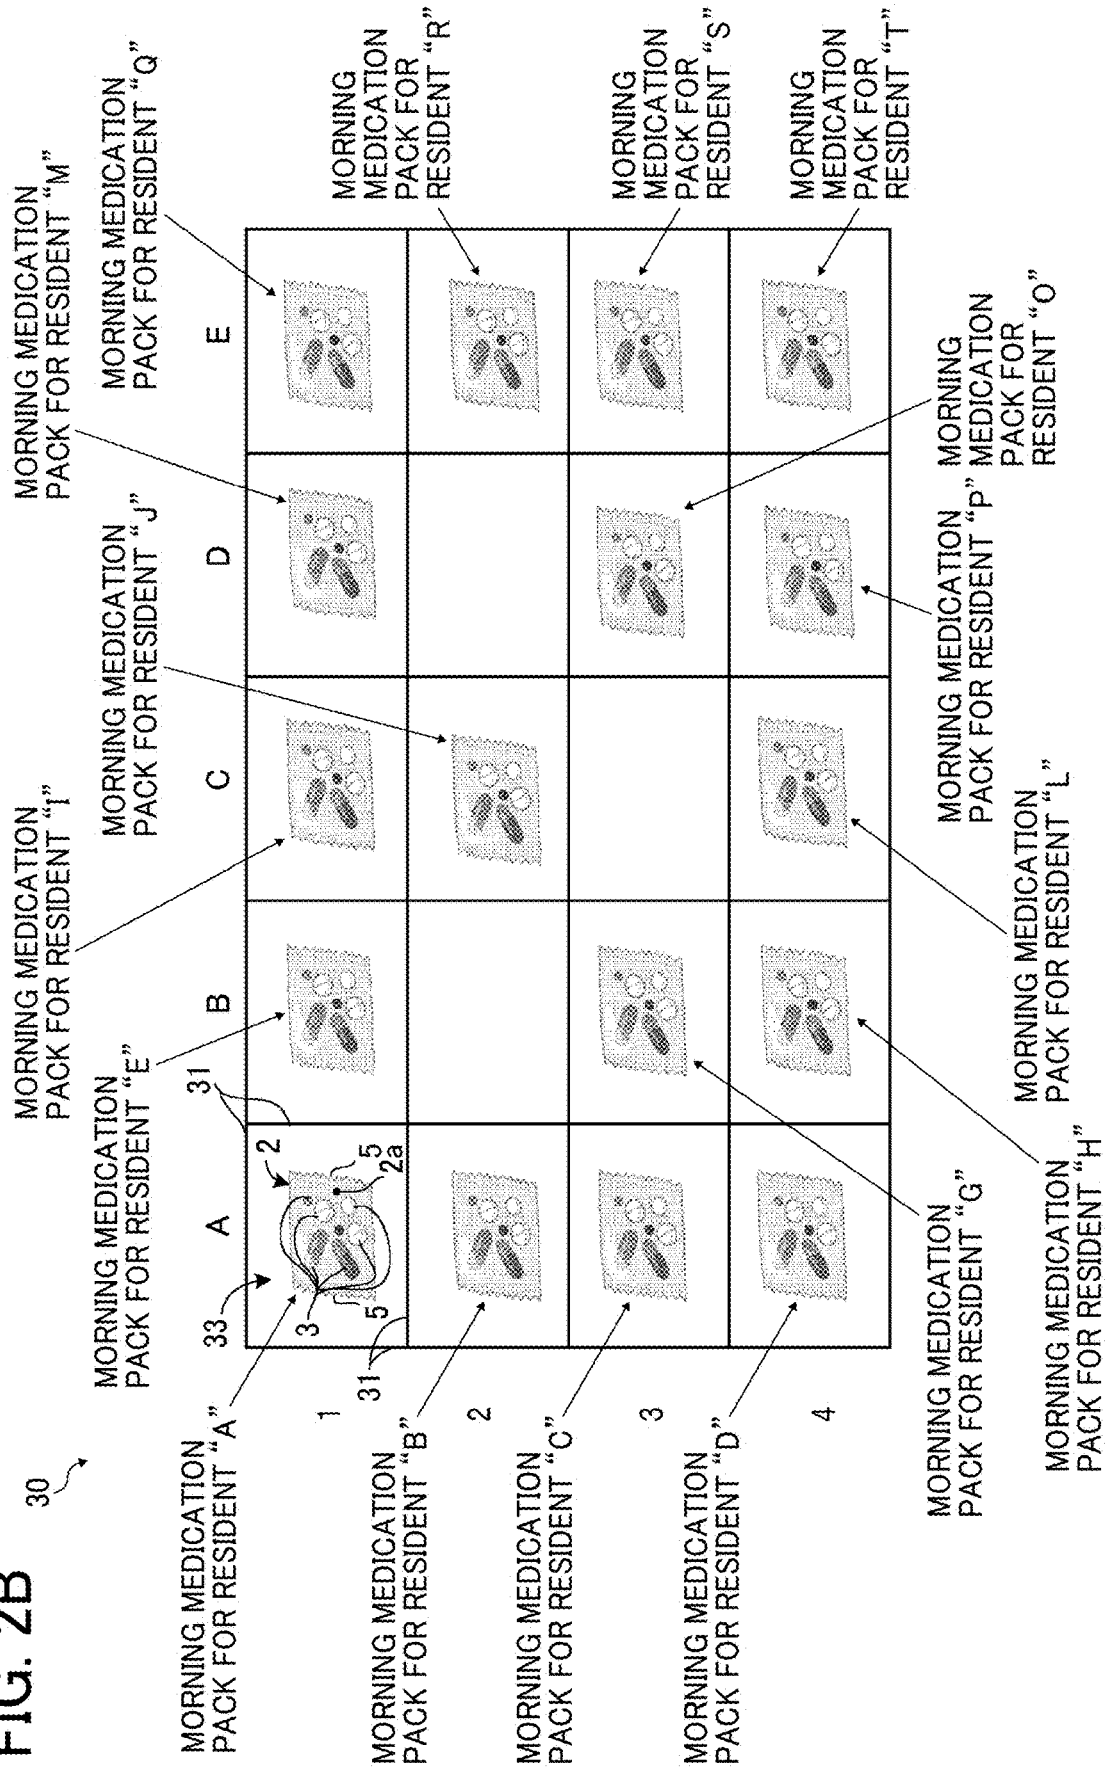 FIG. 2B
30
MORNING MEDICATION
PACK FOR RESIDENT “I”
MORNING MEDICATION
PACK FOR RESIDENT “M”
MORNING MEDICATION
PACK FOR RESIDENT “E”
MORNING MEDICATION
PACK FOR RESIDENT “J”
MORNING MEDICATION
PACK FOR RESIDENT “Q”
MORNING MEDICATION
PACK FOR RESIDENT “A”
33
A
31
B
C
D
E
2
3
5
5
2a
1
31
MORNING
MEDICATION
PACK FOR
RESIDENT “R”
MORNING MEDICATION
PACK FOR RESIDENT “B”
2
MORNING MEDICATION
PACK FOR RESIDENT “C”
3
MORNING
MEDICATION
PACK FOR
RESIDENT “S”
MORNING MEDICATION
PACK FOR RESIDENT “D”
4
MORNING
MEDICATION
PACK FOR
RESIDENT “T”
MORNING MEDICATION
PACK FOR RESIDENT “G”
MORNING MEDICATION
PACK FOR RESIDENT “P”
MORNING
MEDICATION
PACK FOR
RESIDENT “O”
MORNING MEDICATION
PACK FOR RESIDENT “L”
MORNING MEDICATION
PACK FOR RESIDENT “H”